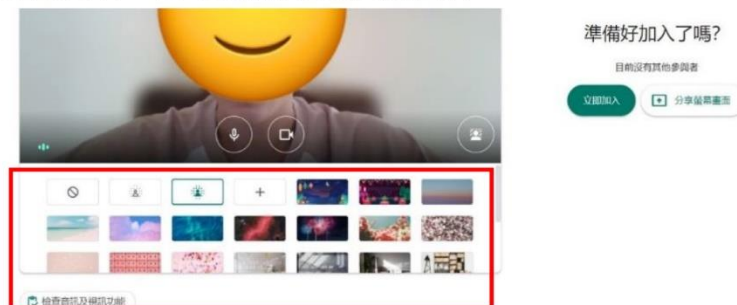 準備好加入了嗎?
目前沒有其他參與者
立即加入
分享螢幕畫面
檢查音訊及視訊功能